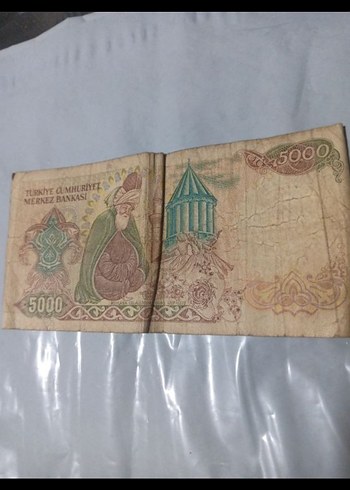 5000
TÜRKİYE CUMHURİYET
MERKEZ BANKASI
5000